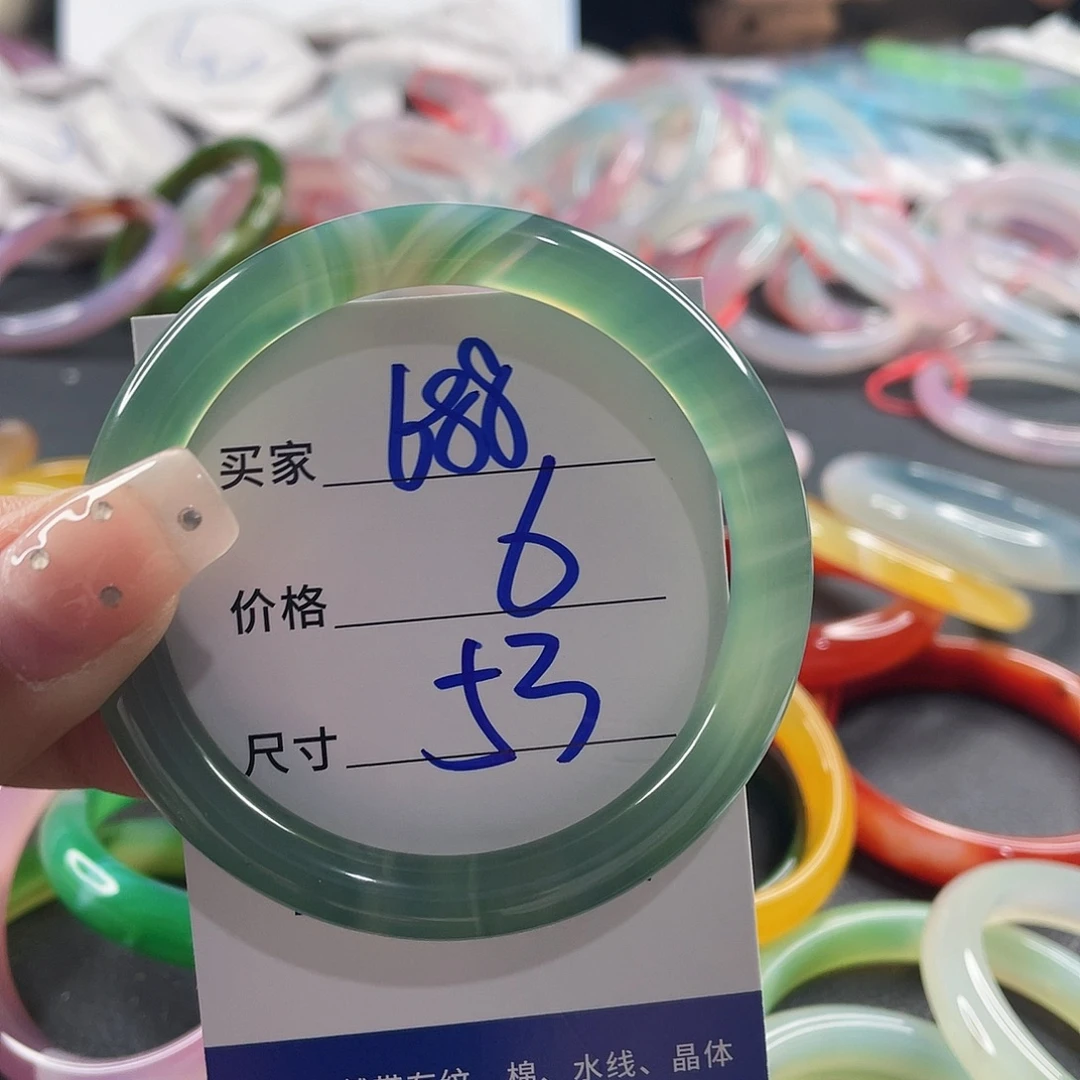 买家 688
价格 6
尺寸 53
棉、水线、晶体